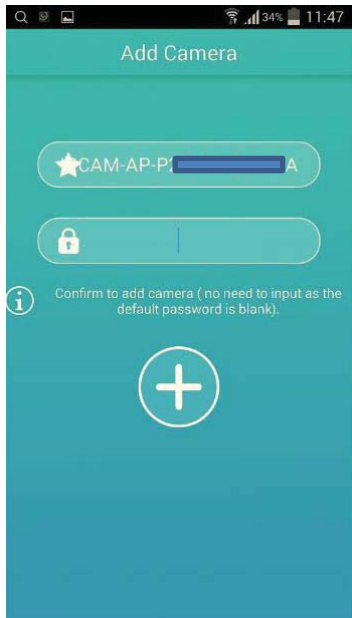 34% 11:47
Add Camera
CAM-AP-P A
Confirm to add camera ( no need to input as the
default password is blank).